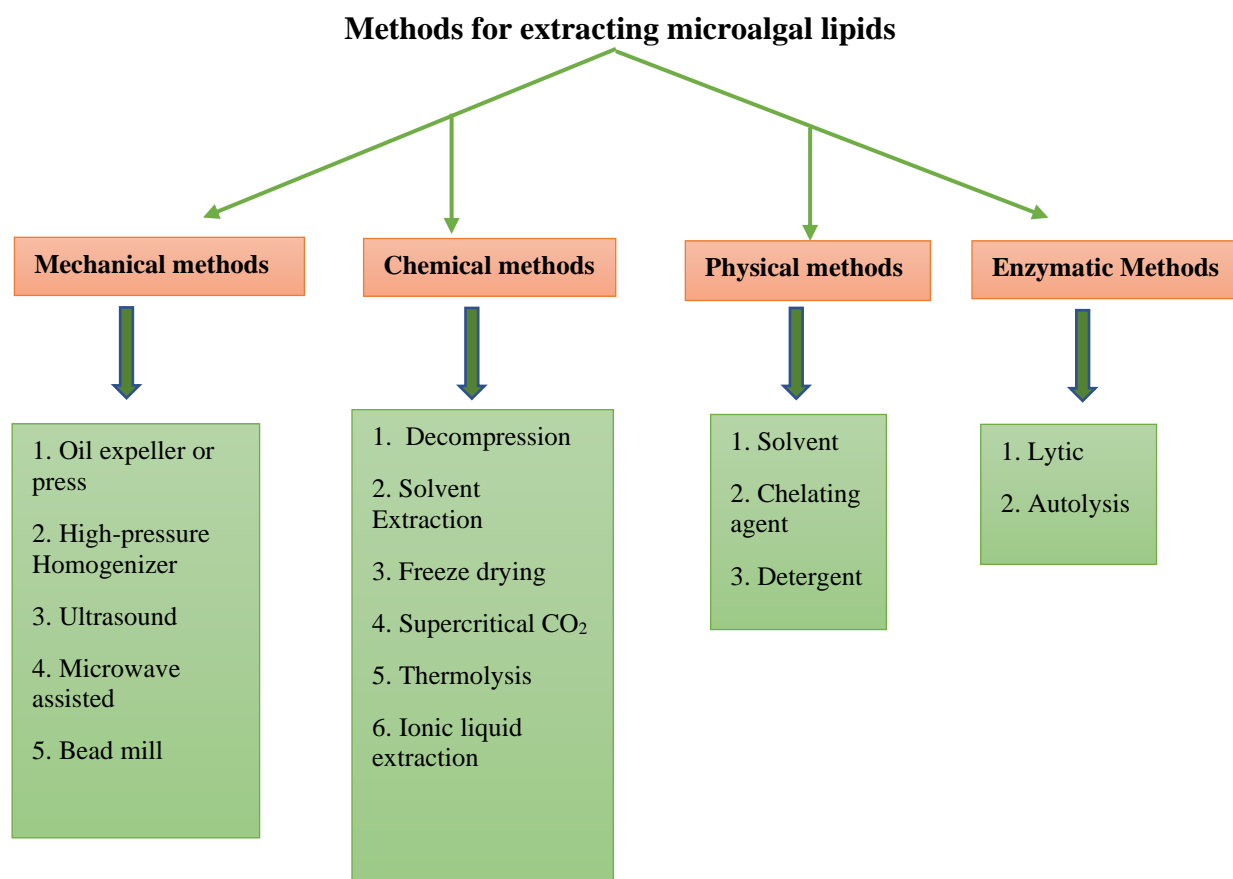 Methods for extracting microalgal lipids
Mechanical methods
Chemical methods
Physical methods
Enzymatic Methods
1. Oil expeller or
press
2. High-pressure
Homogenizer
3. Ultrasound
4. Microwave
assisted
5. Bead mill
1. Decompression
2. Solvent
Extraction
3. Freeze drying
4. Supercritical CO₂
5. Thermolysis
6. Ionic liquid
extraction
1. Solvent
2. Chelating
agent
3. Detergent
1. Lytic
2. Autolysis